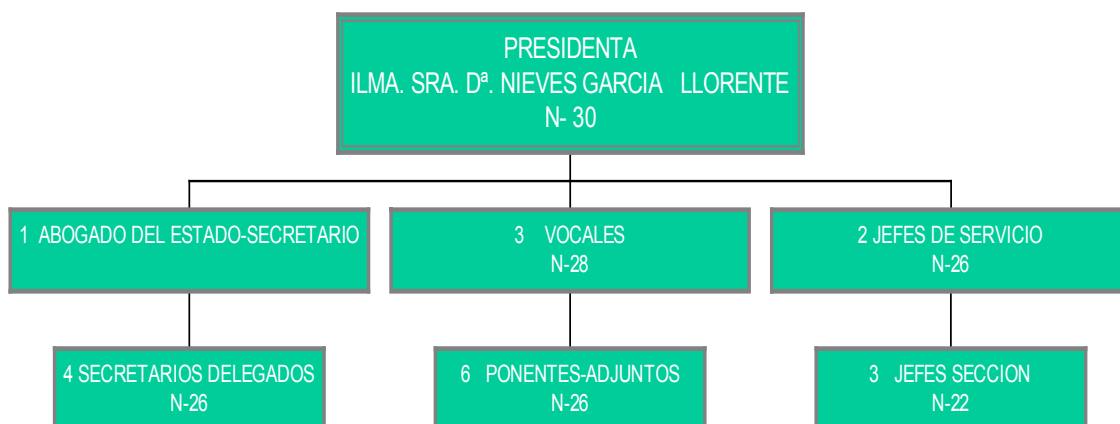 PRESIDENTA
ILMA. SRA. Dª. NIEVES GARCIA LLORENTE
N- 30
1 ABOGADO DEL ESTADO-SECRETARIO
3 VOCALES
N-28
2 JEFES DE SERVICIO
N-26
4 SECRETARIOS DELEGADOS
N-26
6 PONENTES-ADJUNTOS
N-26
3 JEFES SECCION
N-22